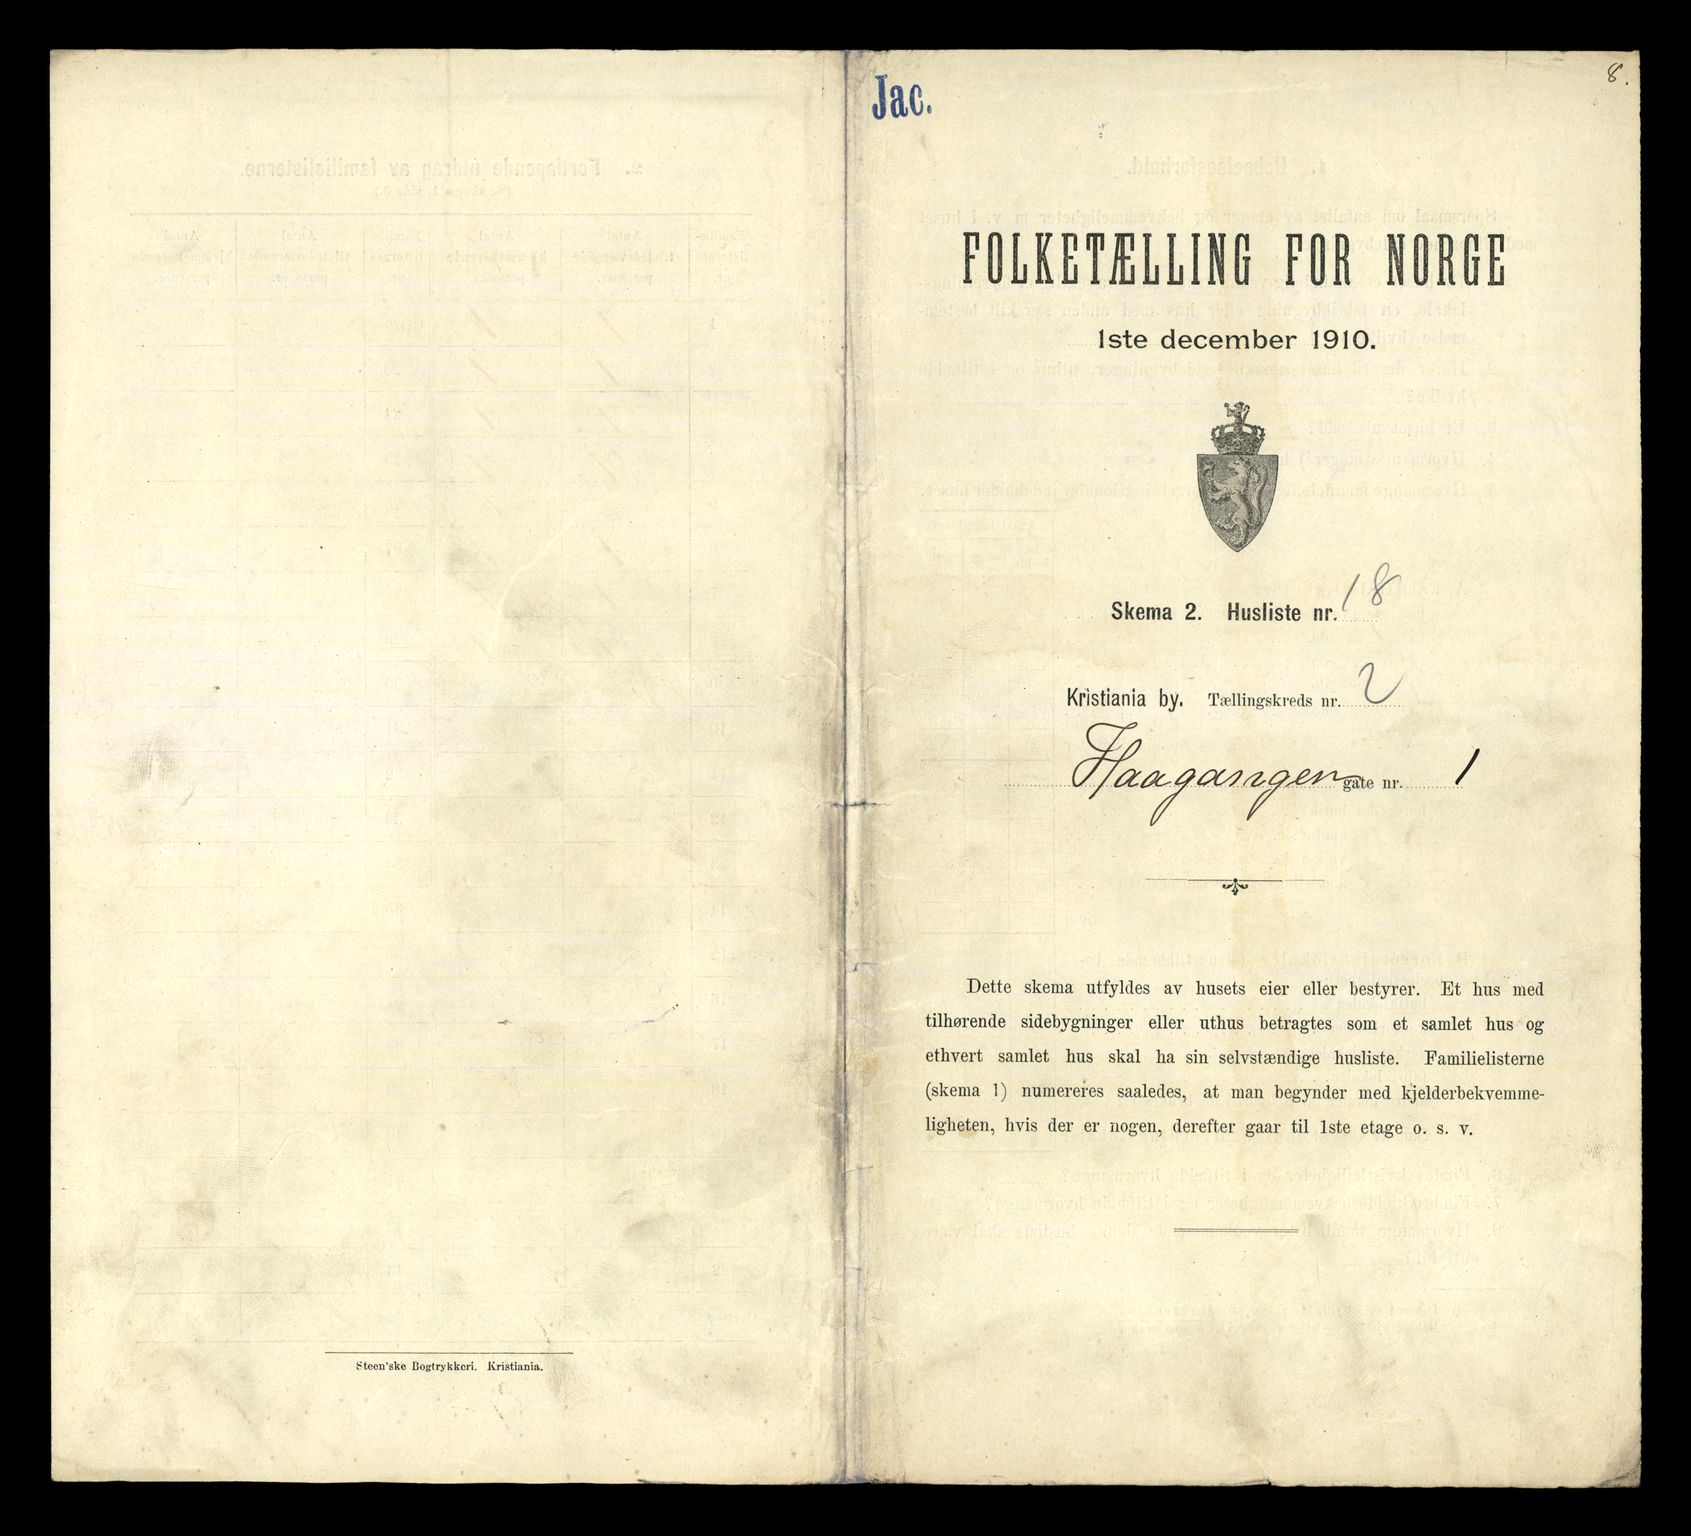 8.
Jac.
FOLKETÆLLING FOR NORGE
1ste december 1910.
Skema 2. Husliste nr. 18
Kristiania by. Tællingskreds nr. 2
Haagangen gate nr. 1
Dette skema utfyldes av husets eier eller bestyrer. Et hus med
tilhørende sidebygninger eller uthus betragtes som et samlet hus og
ethvert samlet hus skal ha sin selvstændige husliste. Familielisterne
(skema 1) numereres saaledes, at man begynder med kjelderbekvemme-
ligheten, hvis der er nogen, derefter gaar til 1ste etage o. s. v.
Steen'ske Bogtrykkeri. Kristiania.